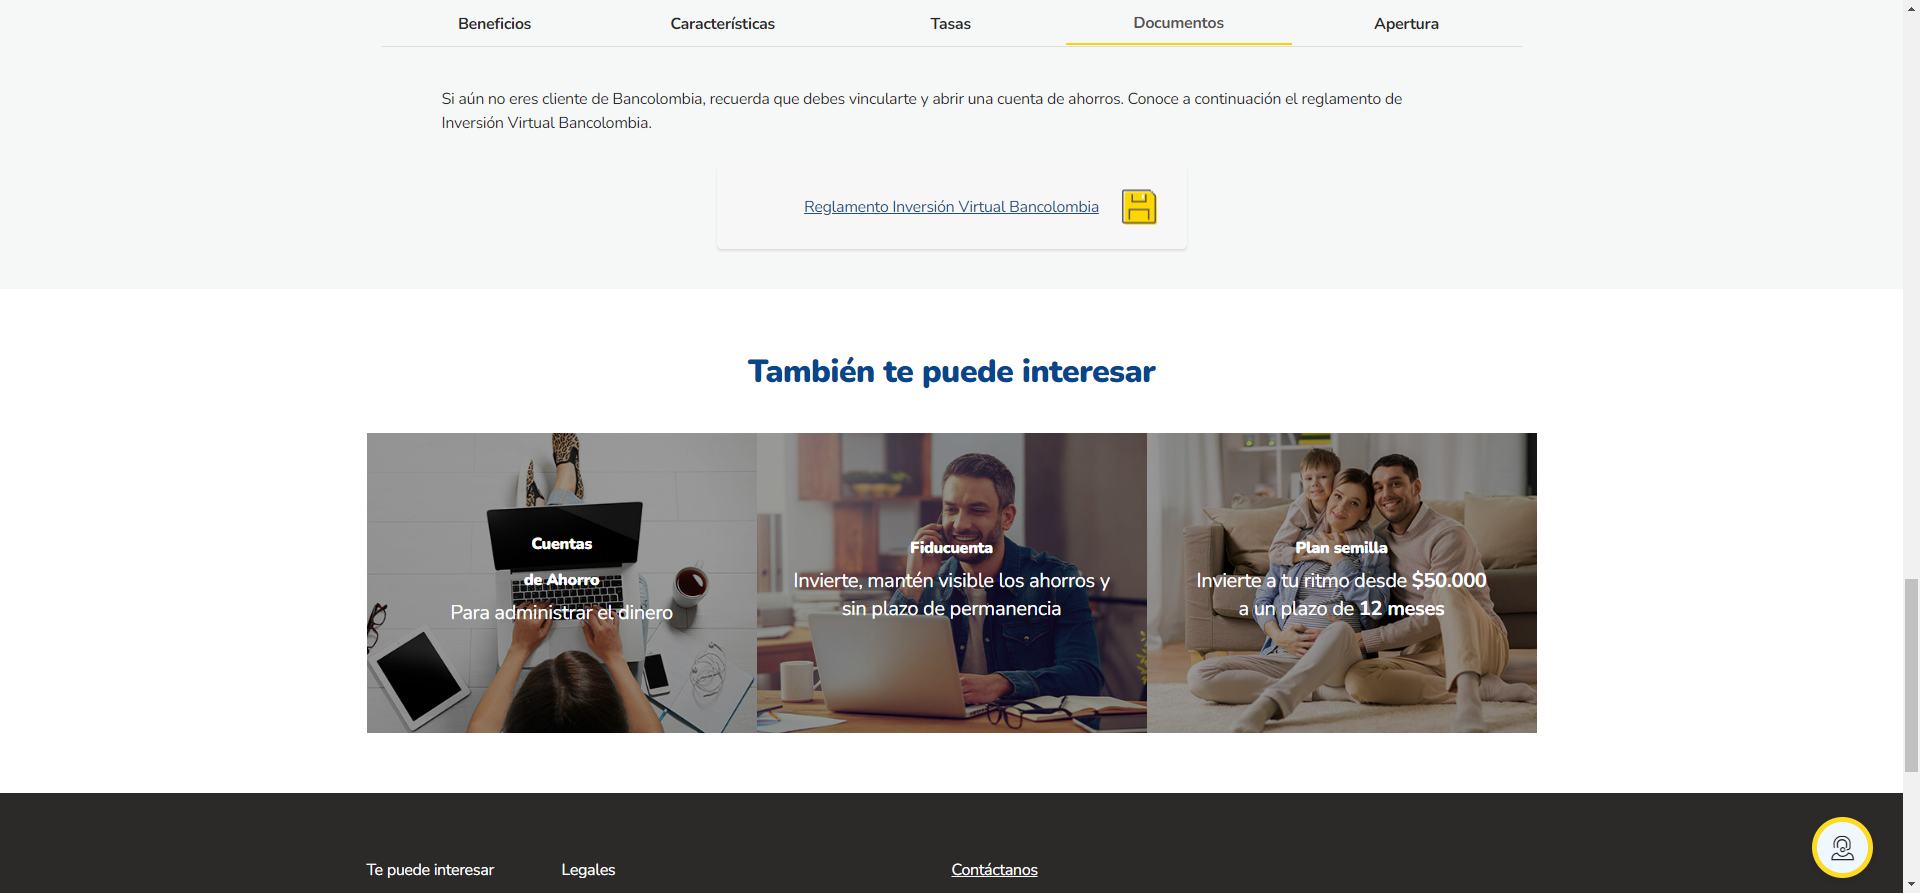 Beneficios
Características
Tasas
Documentos
Apertura
Si aún no eres cliente de Bancolombia, recuerda que debes vincularte y abrir una cuenta de ahorros. Conoce a continuación el reglamento de
Inversión Virtual Bancolombia.
Reglamento Inversión Virtual Bancolombia
También te puede interesar
Cuentas
de Ahorro
Para administrar el dinero
Fiducuenta
Invierte, mantén visible los ahorros y
sin plazo de permanencia
Plan semilla
Invierte a tu ritmo desde $50.000
a un plazo de 12 meses
Te puede interesar
Legales
Contáctanos